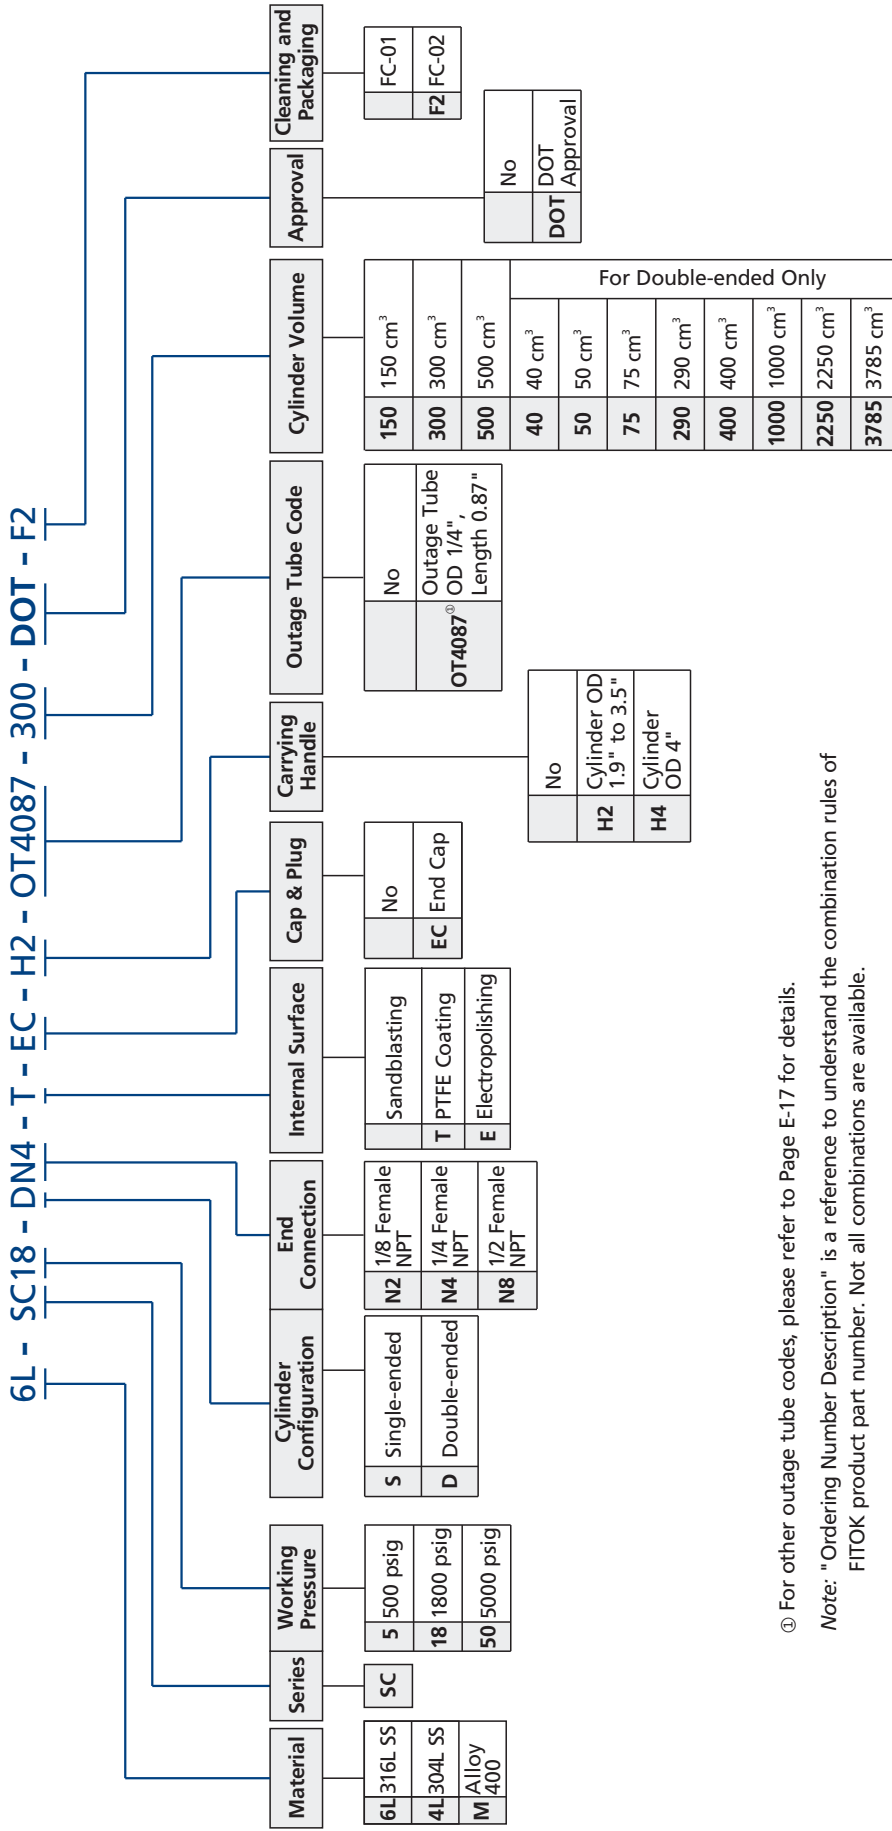 6L - SC18 - DN4 - T - EC - H2 - OT4087 - 300 - DOT - F2
Material
6L 316L SS
4L 304L SS
M Alloy
400
Series
SC
Working
Pressure
5 500 psig
18 1800 psig
50 5000 psig
Cylinder
Configuration
S Single-ended
D Double-ended
End
Connection
N2 1/8 Female
NPT
N4 1/4 Female
NPT
N8 1/2 Female
NPT
Internal Surface
Sandblasting
T PTFE Coating
E Electropolishing
Cap & Plug
No
EC End Cap
Carrying
Handle
No
H2 Cylinder OD
1.9" to 3.5"
H4 Cylinder
OD 4"
Outage Tube Code
No
OT4087① Outage Tube
OD 1/4",
Length 0.87"
Cylinder Volume
150 150 cm³
300 300 cm³
500 500 cm³
For Double-ended Only
40 40 cm³
50 50 cm³
75 75 cm³
290 290 cm³
400 400 cm³
1000 1000 cm³
2250 2250 cm³
3785 3785 cm³
Approval
No
DOT DOT
Approval
Cleaning and
Packaging
FC-01
F2 FC-02
① For other outage tube codes, please refer to Page E-17 for details.
Note: "Ordering Number Description" is a reference to understand the combination rules of
FITOK product part number. Not all combinations are available.